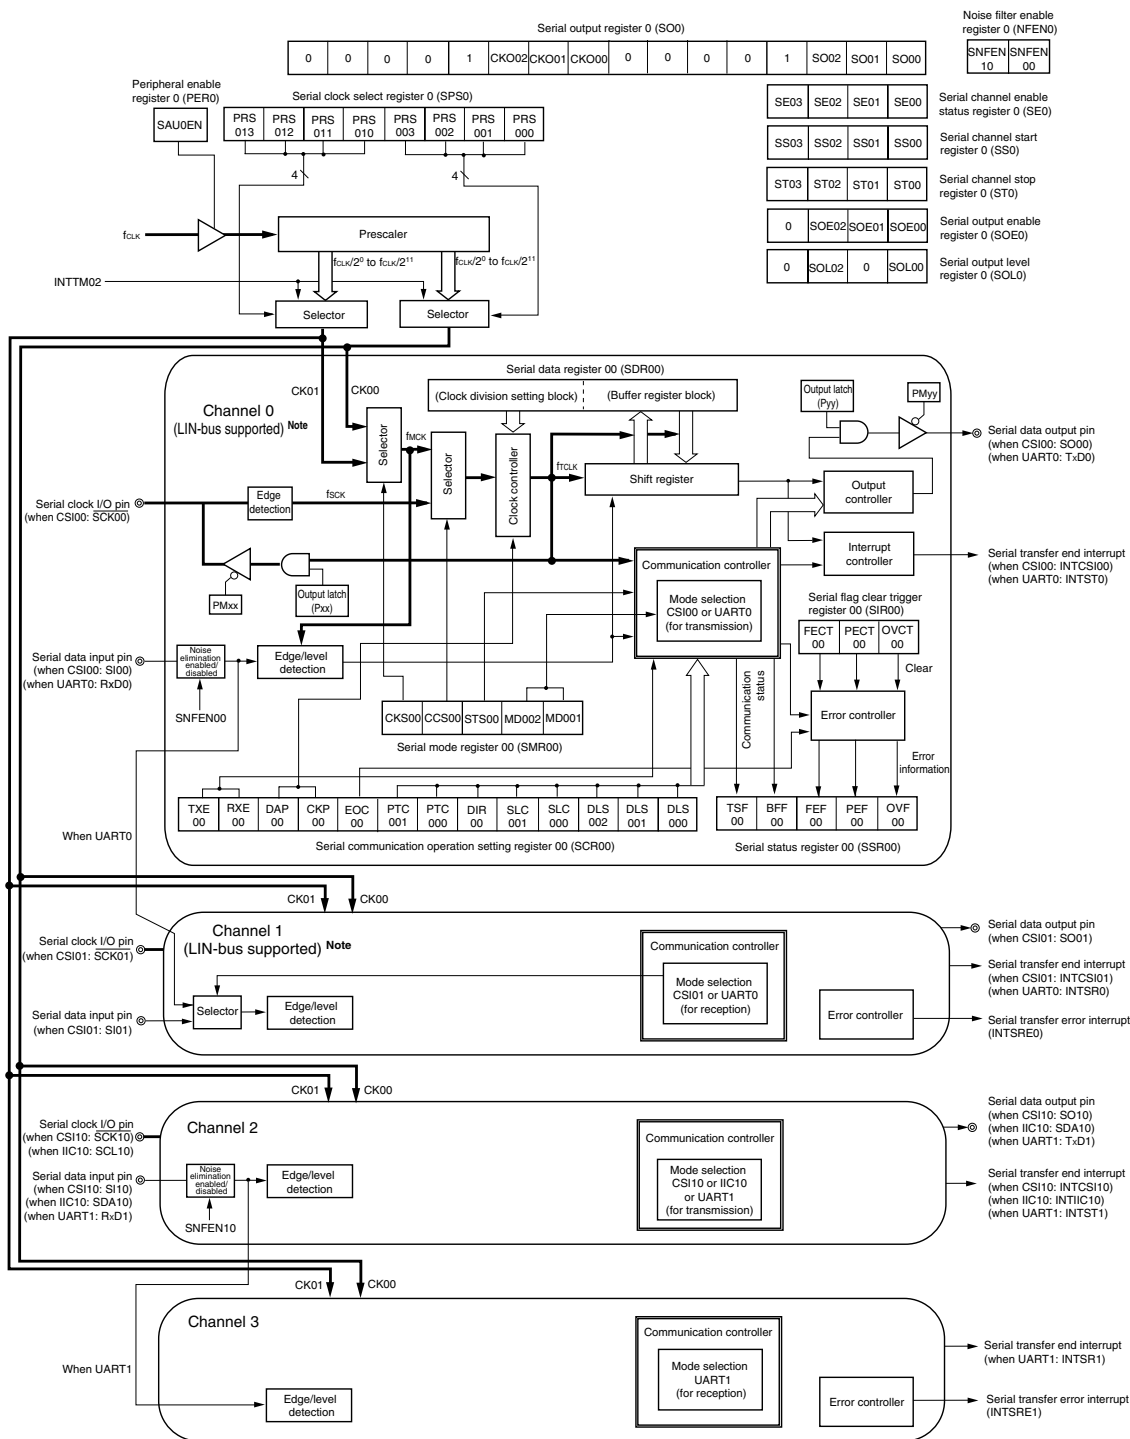 Serial output register 0 (SO0)
0 0 0 0 1 CKO02 CKO01 CKO00 0 0 0 0 1 SO02 SO01 SO00
Noise filter enable
register 0 (NFEN0)
SNFEN 10 SNFEN 00
Peripheral enable
register 0 (PER0)
SAU0EN
Serial clock select register 0 (SPS0)
PRS 013 PRS 012 PRS 011 PRS 010 PRS 003 PRS 002 PRS 001 PRS 000
4
4
SE03 SE02 SE01 SE00
Serial channel enable
status register 0 (SE0)
SS03 SS02 SS01 SS00
Serial channel start
register 0 (SS0)
ST03 ST02 ST01 ST00
Serial channel stop
register 0 (ST0)
0 SOE02 SOE01 SOE00
Serial output enable
register 0 (SOE0)
0 SOL02 0 SOL00
Serial output level
register 0 (SOL0)
fCLK
Prescaler
fCLK/2⁰ to fCLK/2¹¹
fCLK/2⁰ to fCLK/2¹¹
INTTM02
Selector
Selector
CK01
CK00
Channel 0
(LIN-bus supported) Note
Serial data register 00 (SDR00)
(Clock division setting block)
(Buffer register block)
Selector
fMCK
Selector
Clock controller
fTCLK
Shift register
Output latch
(Pyy)
PMyy
Serial data output pin
(when CSI00: SO00)
(when UART0: TxD0)
Output
controller
Serial clock I/O pin
(when CSI00: SCK00)
Edge
detection
fSCK
Interrupt
controller
Serial transfer end interrupt
(when CSI00: INTCSI00)
(when UART0: INTST0)
PMxx
Output latch
(Pxx)
Communication controller
Mode selection
CSI00 or UART0
(for transmission)
Serial flag clear trigger
register 00 (SIR00)
FECT 00 PECT 00 OVCT 00
Clear
Serial data input pin
(when CSI00: SI00)
(when UART0: RxD0)
Noise
elimination
enabled/
disabled
Edge/level
detection
SNFEN00
CKS00 CCS00 STS00 MD002 MD001
Serial mode register 00 (SMR00)
Communication
status
Error controller
Error
information
When UART0
TXE 00 RXE 00 DAP 00 CKP 00 EOC 00 PTC 001 PTC 000 DIR 00 SLC 001 SLC 000 DLS 002 DLS 001 DLS 000
Serial communication operation setting register 00 (SCR00)
TSF 00 BFF 00 FEF 00 PEF 00 OVF 00
Serial status register 00 (SSR00)
CK01
CK00
Channel 1
(LIN-bus supported) Note
Serial clock I/O pin
(when CSI01: SCK01)
Serial data input pin
(when CSI01: SI01)
Selector
Edge/level
detection
Communication controller
Mode selection
CSI01 or UART0
(for reception)
Error controller
Serial data output pin
(when CSI01: SO01)
Serial transfer end interrupt
(when CSI01: INTCSI01)
(when UART0: INTSR0)
Serial transfer error interrupt
(INTSRE0)
CK01
CK00
Channel 2
Serial clock I/O pin
(when CSI10: SCK10)
(when IIC10: SCL10)
Serial data input pin
(when CSI10: SI10)
(when IIC10: SDA10)
(when UART1: RxD1)
Noise
elimination
enabled/
disabled
SNFEN10
Edge/level
detection
Communication controller
Mode selection
CSI10 or IIC10
or UART1
(for transmission)
Serial data output pin
(when CSI10: SO10)
(when IIC10: SDA10)
(when UART1: TxD1)
Serial transfer end interrupt
(when CSI10: INTCSI10)
(when IIC10: INTIIC10)
(when UART1: INTST1)
CK01
CK00
Channel 3
When UART1
Edge/level
detection
Communication controller
Mode selection
UART1
(for reception)
Error controller
Serial transfer end interrupt
(when UART1: INTSR1)
Serial transfer error interrupt
(INTSRE1)